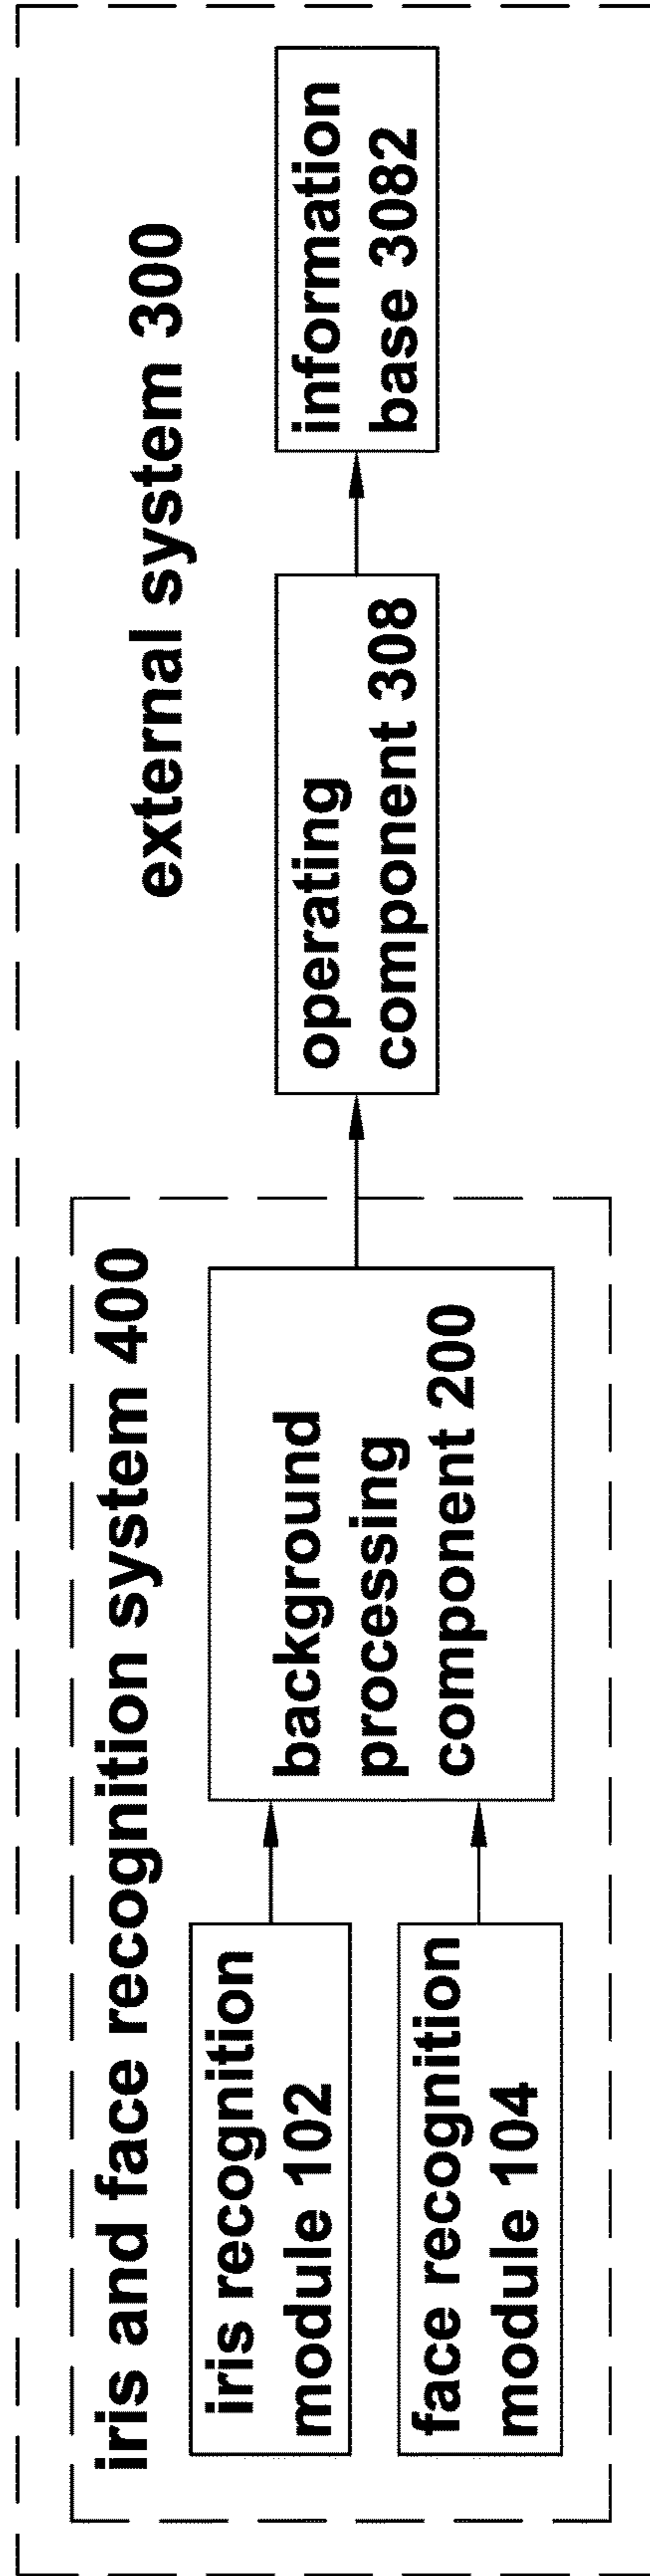 external system 300
iris and face recognition system 400
iris recognition
module 102
face recognition
module 104
background
processing
component 200
operating
component 308
information
base 3082